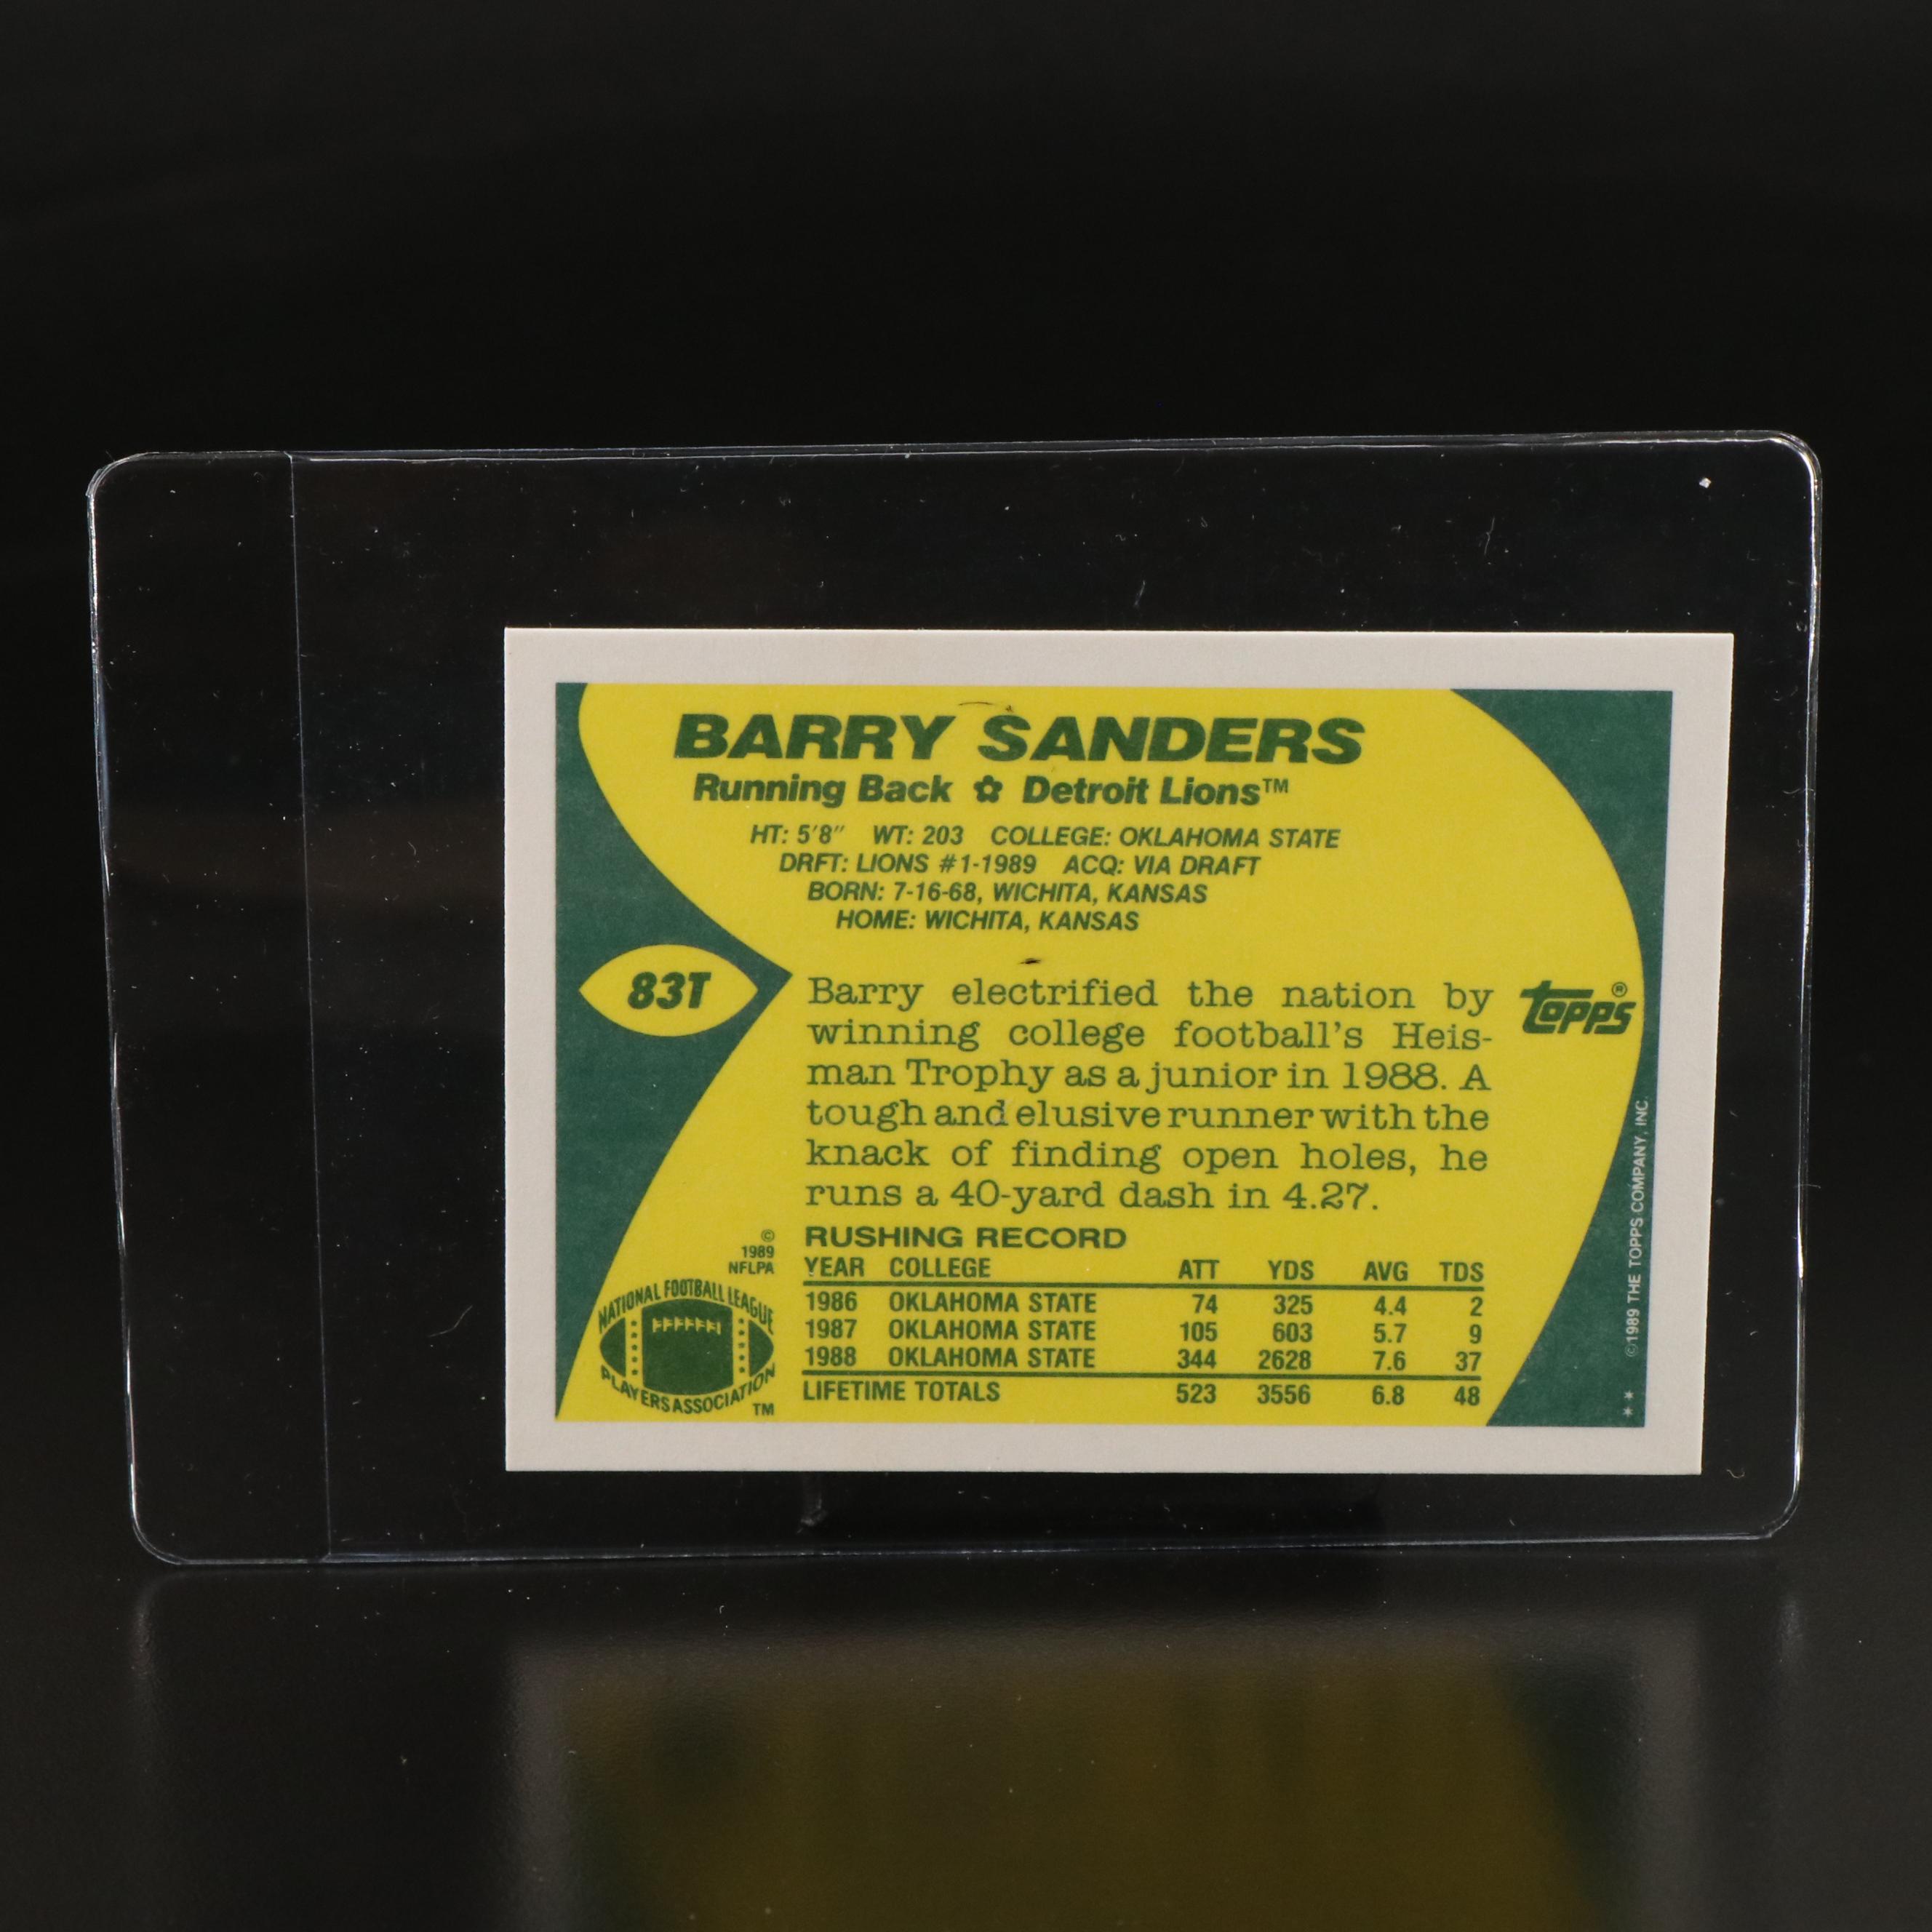 BARRY SANDERS
Running Back ✿ Detroit Lions™
HT: 5'8" WT: 203 COLLEGE: OKLAHOMA STATE
DRFT: LIONS #1-1989 ACQ: VIA DRAFT
BORN: 7-16-68, WICHITA, KANSAS
HOME: WICHITA, KANSAS
83T
Barry electrified the nation by
winning college football's Heis-
man Trophy as a junior in 1988. A
tough and elusive runner with the
knack of finding open holes, he
runs a 40-yard dash in 4.27.
TOPPS®
RUSHING RECORD
YEAR COLLEGE ATT YDS AVG TDS
1986 OKLAHOMA STATE 74 325 4.4 2
1987 OKLAHOMA STATE 105 603 5.7 9
1988 OKLAHOMA STATE 344 2628 7.6 37
LIFETIME TOTALS 523 3556 6.8 48
©
1989
NFLPA
NATIONAL FOOTBALL LEAGUE
PLAYERS ASSOCIATION
TM
©1989 THE TOPPS COMPANY, INC.
**